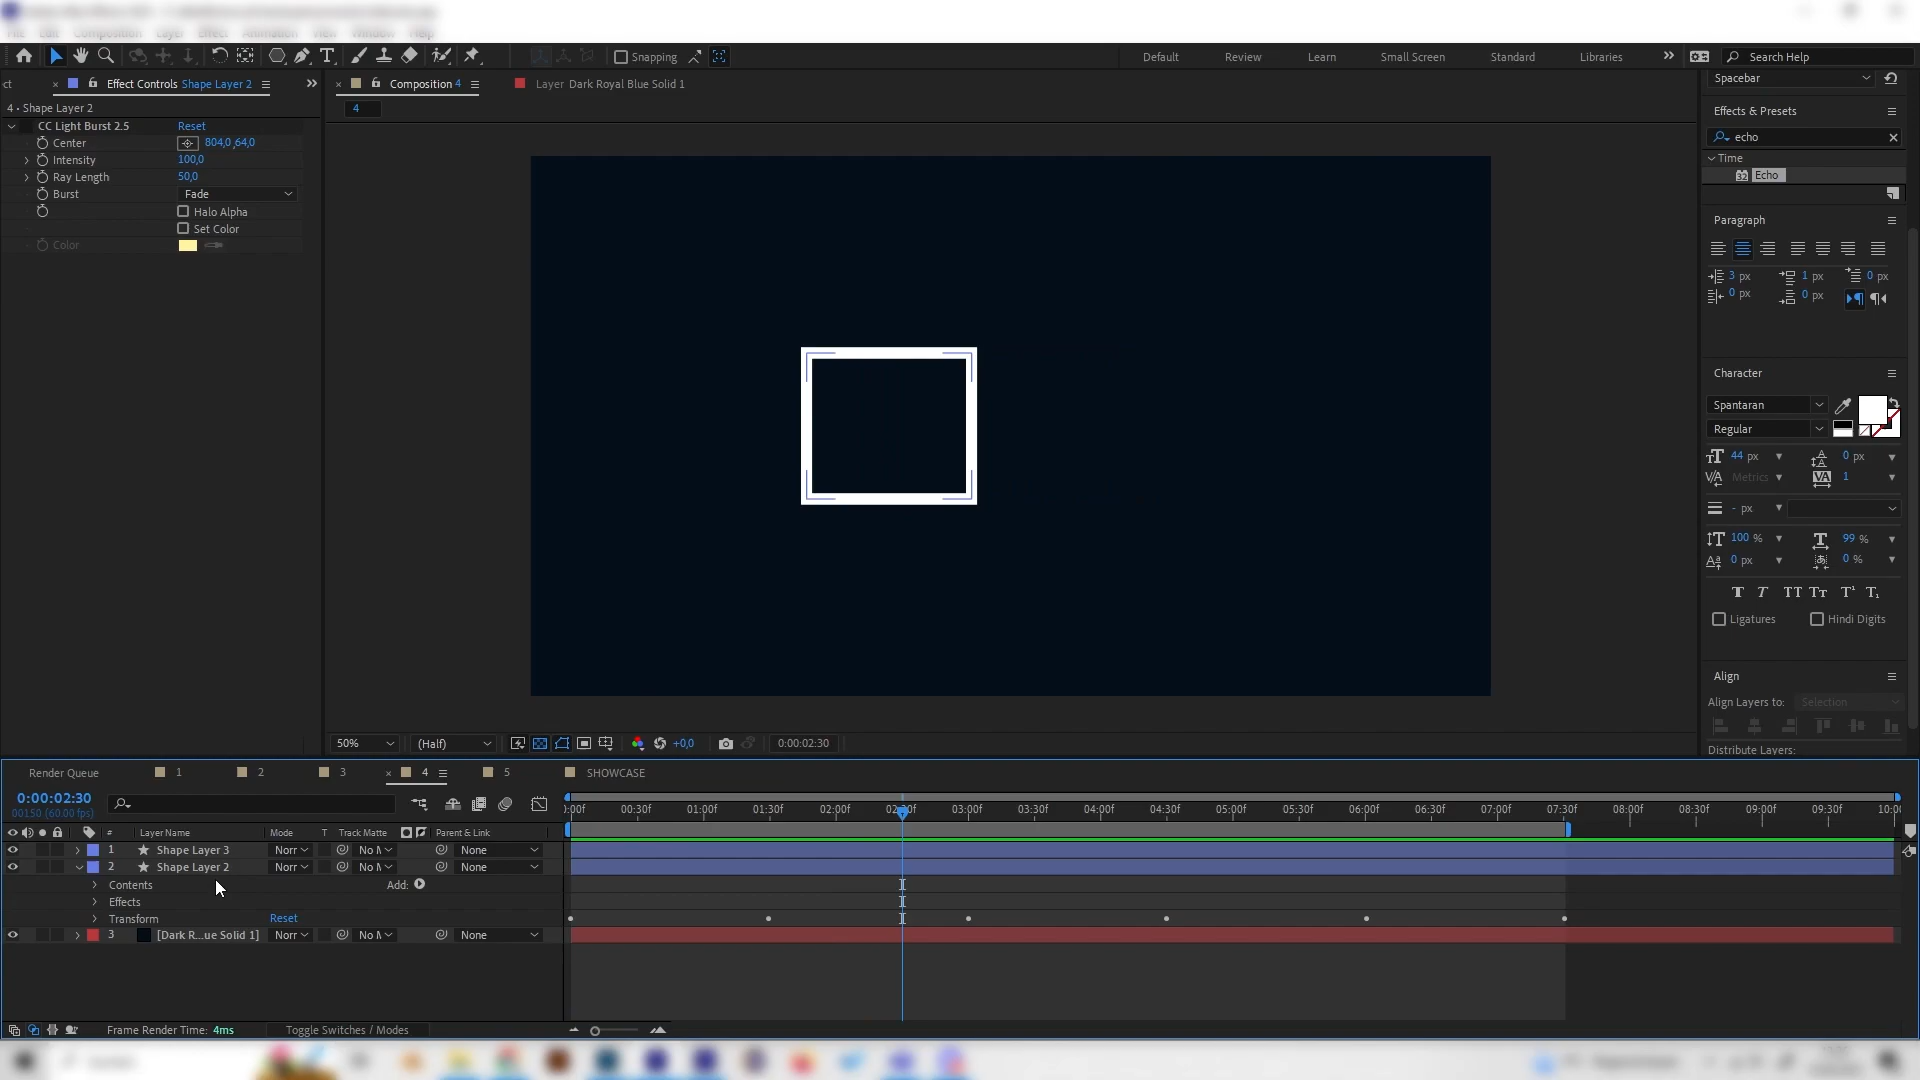 Snapping
Default
Review
Learn
Small Screen
Standard
Libraries
Search Help
Effect Controls Shape Layer 2
Composition 4
Layer Dark Royal Blue Solid 1
Spacebar
4 • Shape Layer 2
4
Effects & Presets
CC Light Burst 2.5 Reset
Center 804,0 ,64,0
Intensity 100,0
Ray Length 50,0
Burst Fade
Halo Alpha
Set Color
Color
echo
Time
32 Echo
Paragraph
3 px 1 px 0 px
0 px 0 px
Character
Spantaran
Regular
44 px 0 px
Metrics 1
- px
100 % 99 %
0 px 0 %
Ligatures
Hindi Digits
Align
Align Layers to: Selection
Distribute Layers:
50% (Half) +0,0 0:00:02:30
Render Queue 1 2 3 4 5 SHOWCASE
0:00:02:30
00150 (60.00 fps)
:00f 00:30f 01:00f 01:30f 02:00f 02:30f 03:00f 03:30f 04:00f 04:30f 05:00f 05:30f 06:00f 06:30f 07:00f 07:30f 08:00f 08:30f 09:00f 09:30f 10:00
# Layer Name Mode T Track Matte Parent & Link
1 Shape Layer 3 Norr No M None
2 Shape Layer 2 Norr No M None
Contents Add:
Effects
Transform Reset
3 [Dark R...ue Solid 1] Norr No M None
Frame Render Time: 4ms Toggle Switches / Modes